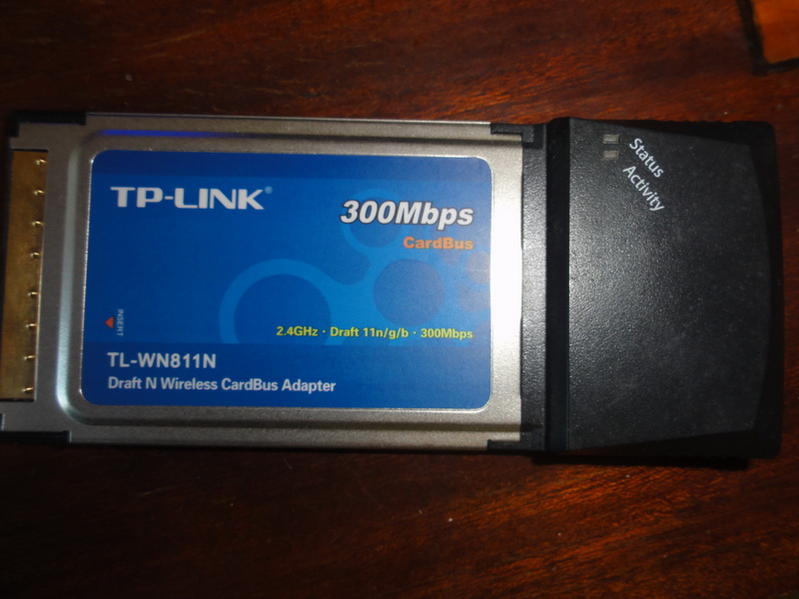 TP-LINK®
300Mbps
CardBus
2.4GHz · Draft 11n/g/b · 300Mbps
INSERT
TL-WN811N
Draft N Wireless CardBus Adapter
Status
Activity